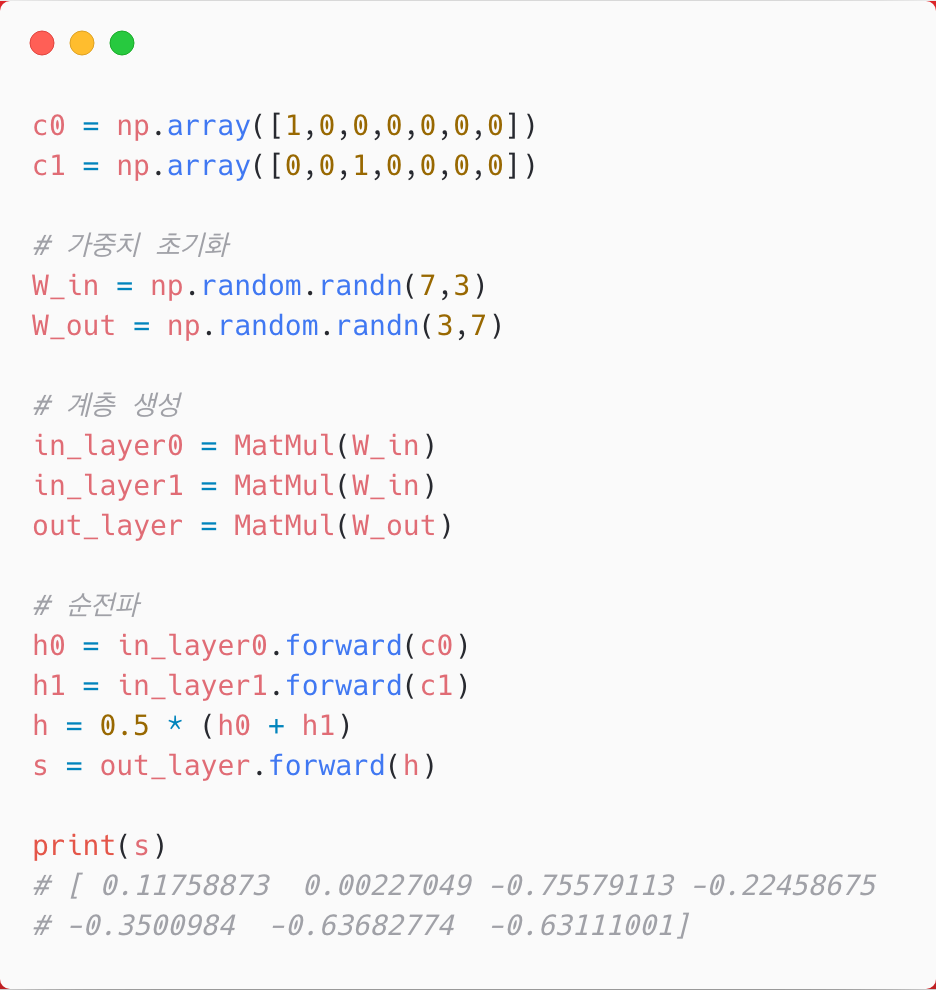 c0 = np.array([1,0,0,0,0,0,0])
c1 = np.array([0,0,1,0,0,0,0])
# 가중치 초기화
W_in = np.random.randn(7,3)
W_out = np.random.randn(3,7)
# 계층 생성
in_layer0 = MatMul(W_in)
in_layer1 = MatMul(W_in)
out_layer = MatMul(W_out)
# 순전파
h0 = in_layer0.forward(c0)
h1 = in_layer1.forward(c1)
h = 0.5 * (h0 + h1)
s = out_layer.forward(h)
print(s)
# [ 0.11758873  0.00227049 -0.75579113 -0.22458675
# -0.3500984  -0.63682774  -0.63111001]